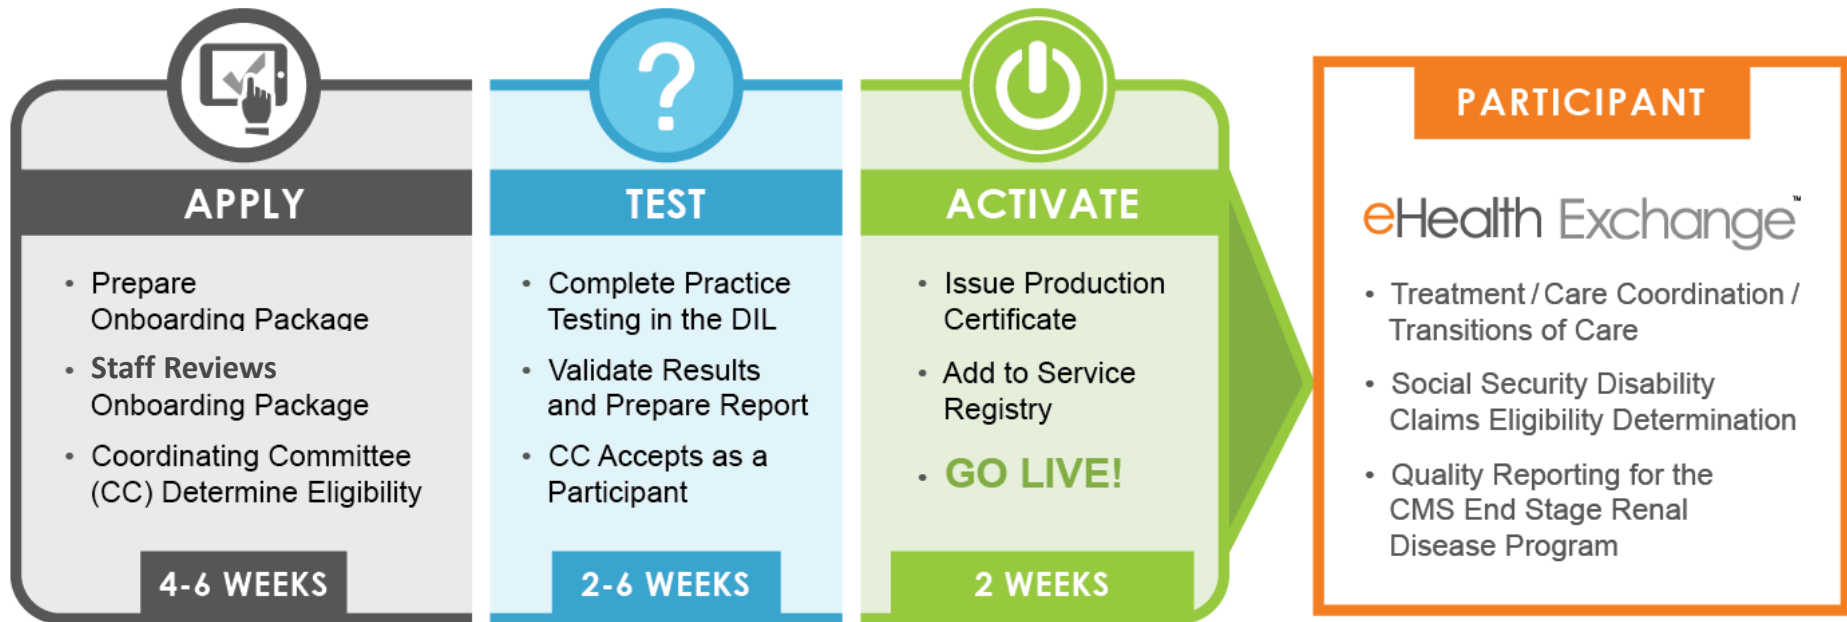 APPLY
• Prepare
Onboarding Package
• Staff Reviews
Onboarding Package
• Coordinating Committee
(CC) Determine Eligibility
4-6 WEEKS
?
TEST
• Complete Practice
Testing in the DIL
• Validate Results
and Prepare Report
• CC Accepts as a
Participant
2-6 WEEKS
ACTIVATE
• Issue Production
Certificate
• Add to Service
Registry
• GO LIVE!
2 WEEKS
PARTICIPANT
eHealth Exchange™
• Treatment / Care Coordination /
Transitions of Care
• Social Security Disability
Claims Eligibility Determination
• Quality Reporting for the
CMS End Stage Renal
Disease Program